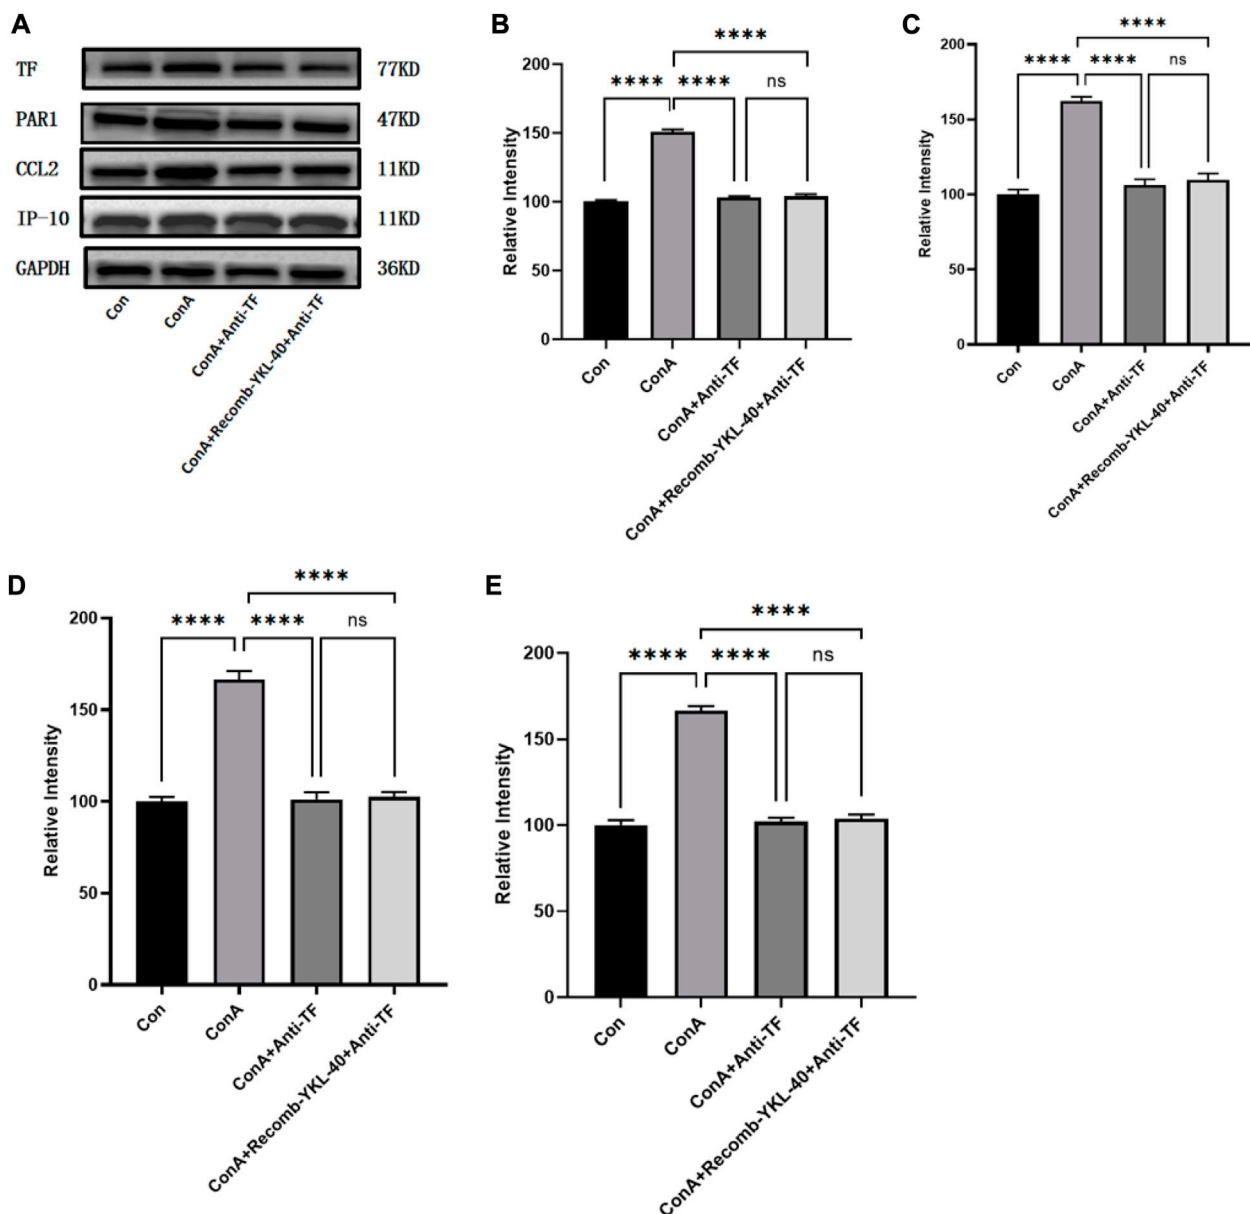 A
TF
77KD
PAR1
47KD
CCL2
11KD
IP-10
11KD
GAPDH
36KD
Con
ConA
ConA+Anti-TF
ConA+Recomb-YKL-40+Anti-TF
B
****
****
****
ns
Relative Intensity
200
150
100
50
0
Con
ConA
ConA+Anti-TF
ConA+Recomb-YKL-40+Anti-TF
C
****
****
****
ns
Relative Intensity
200
150
100
50
0
Con
ConA
ConA+Anti-TF
ConA+Recomb-YKL-40+Anti-TF
D
****
****
****
ns
Relative Intensity
200
150
100
50
0
Con
ConA
ConA+Anti-TF
ConA+Recomb-YKL-40+Anti-TF
E
****
****
****
ns
Relative Intensity
200
150
100
50
0
Con
ConA
ConA+Anti-TF
ConA+Recomb-YKL-40+Anti-TF